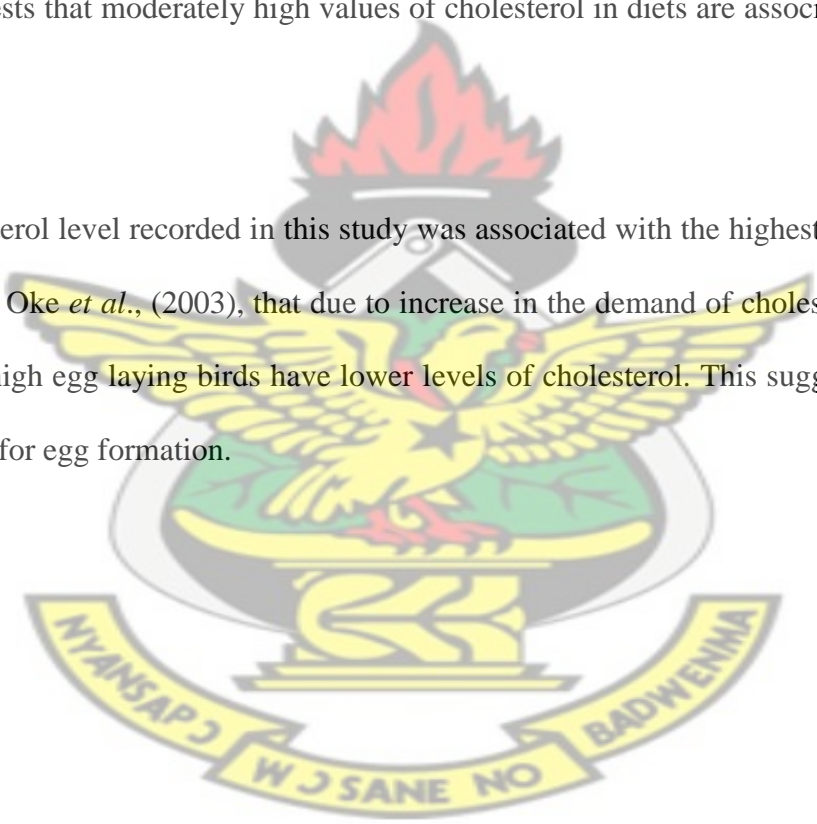 ests that moderately high values of cholesterol in diets are assoc
erol level recorded in this study was associated with the highest
Oke et al., (2003), that due to increase in the demand of choles
igh egg laying birds have lower levels of cholesterol. This sugg
for egg formation.
NYANSAPƆ
WƆSANE NO
BADWENMA